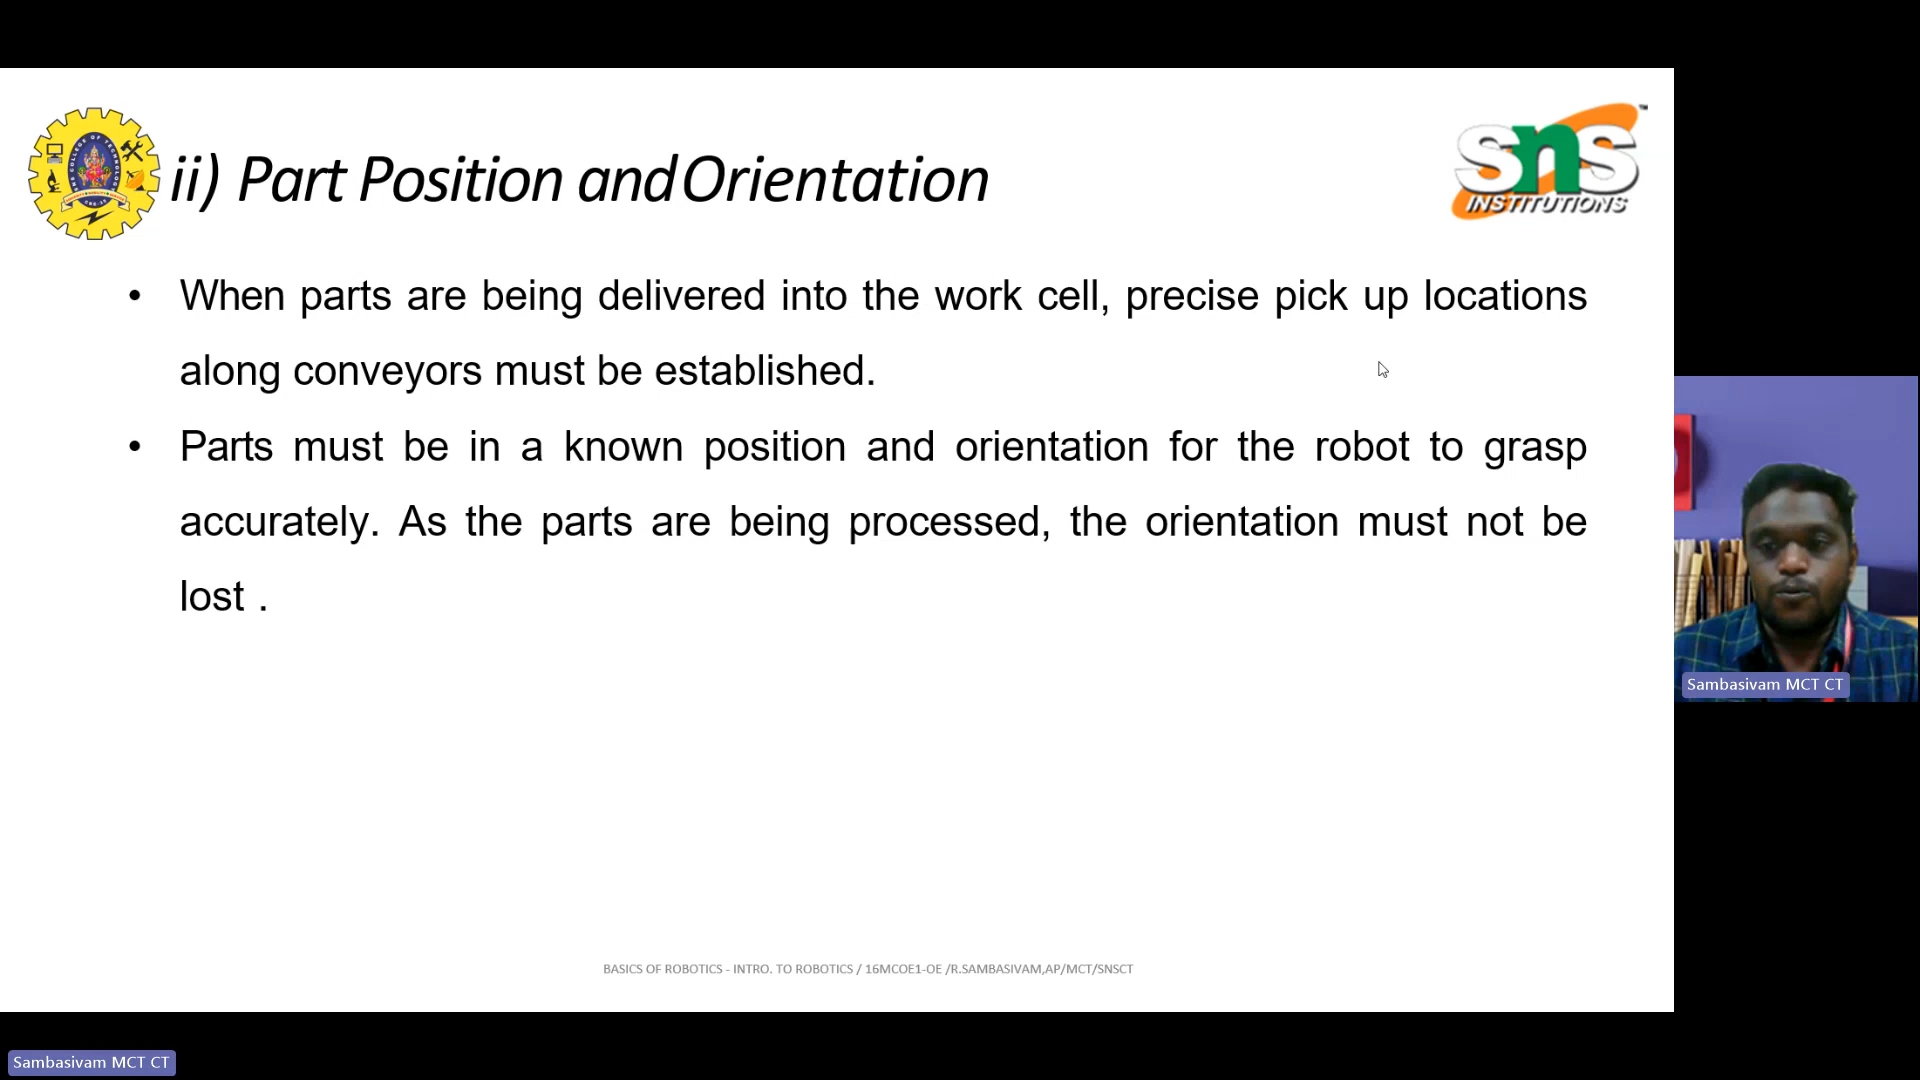 ii) Part Position and Orientation
sns
INSTITUTIONS
• When parts are being delivered into the work cell, precise pick up locations
along conveyors must be established.
• Parts must be in a known position and orientation for the robot to grasp
accurately. As the parts are being processed, the orientation must not be
lost .
Sambasivam MCT CT
BASICS OF ROBOTICS - INTRO. TO ROBOTICS / 16MCOE1-OE /R.SAMBASIVAM,AP/MCT/SNSCT
Sambasivam MCT CT